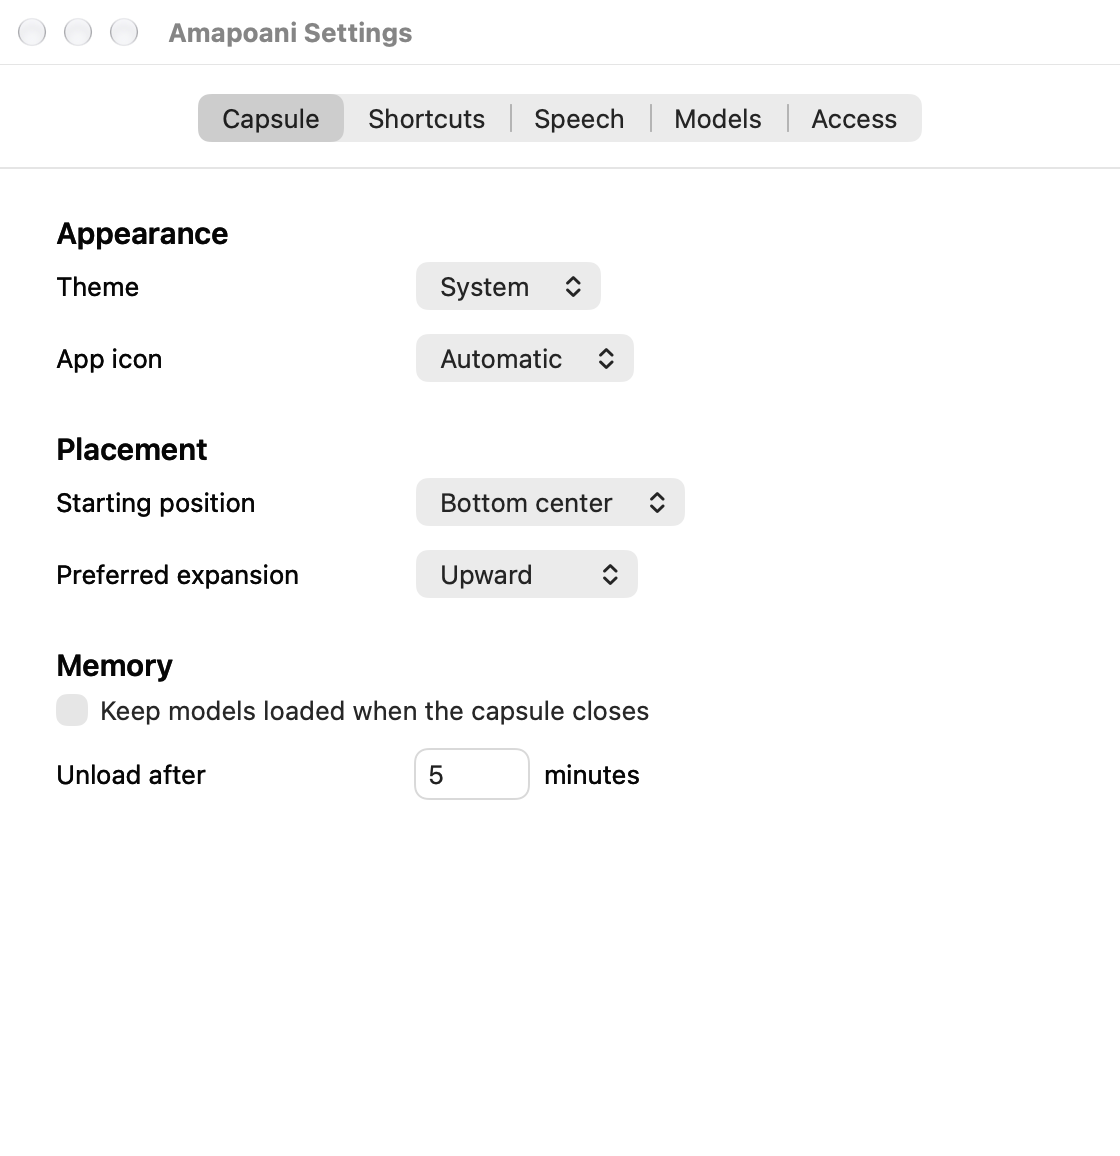 Amapoani Settings
Capsule Shortcuts Speech Models Access
Appearance
Theme System
App icon Automatic
Placement
Starting position Bottom center
Preferred expansion Upward
Memory
Keep models loaded when the capsule closes
Unload after 5 minutes